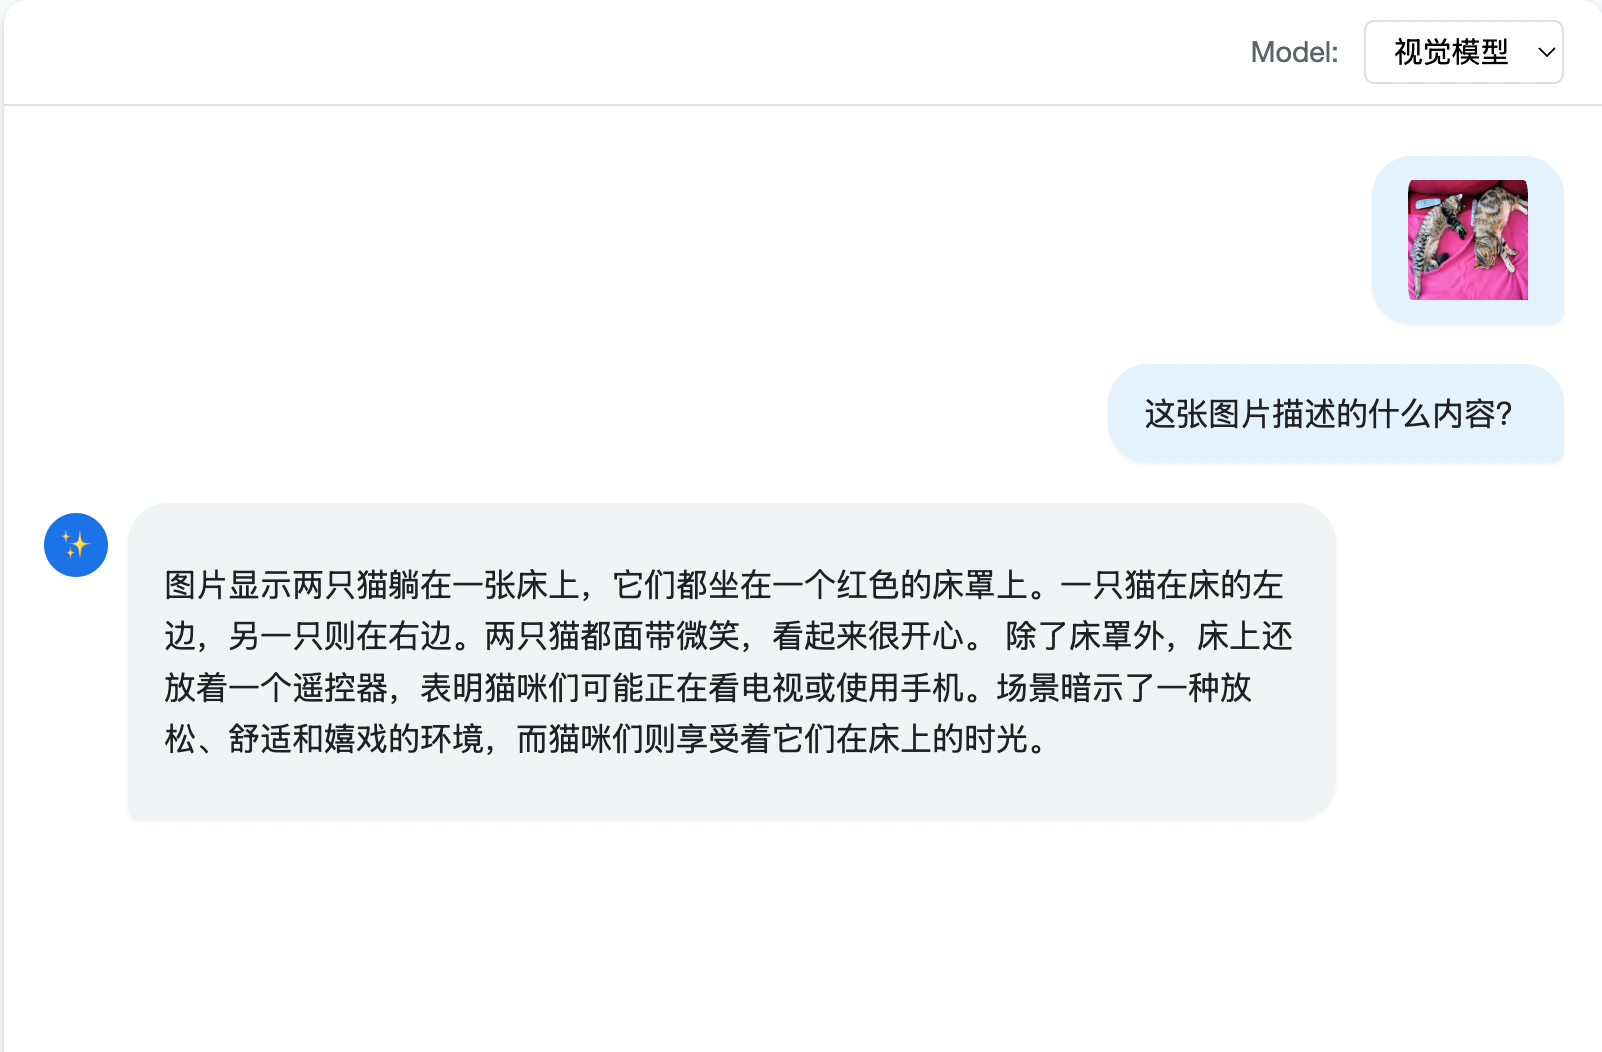 Model:
视觉模型
这张图片描述的什么内容?
图片显示两只猫躺在一张床上，它们都坐在一个红色的床罩上。一只猫在床的左
边，另一只则在右边。两只猫都面带微笑，看起来很开心。 除了床罩外，床上还
放着一个遥控器，表明猫咪们可能正在看电视或使用手机。场景暗示了一种放
松、舒适和嬉戏的环境，而猫咪们则享受着它们在床上的时光。